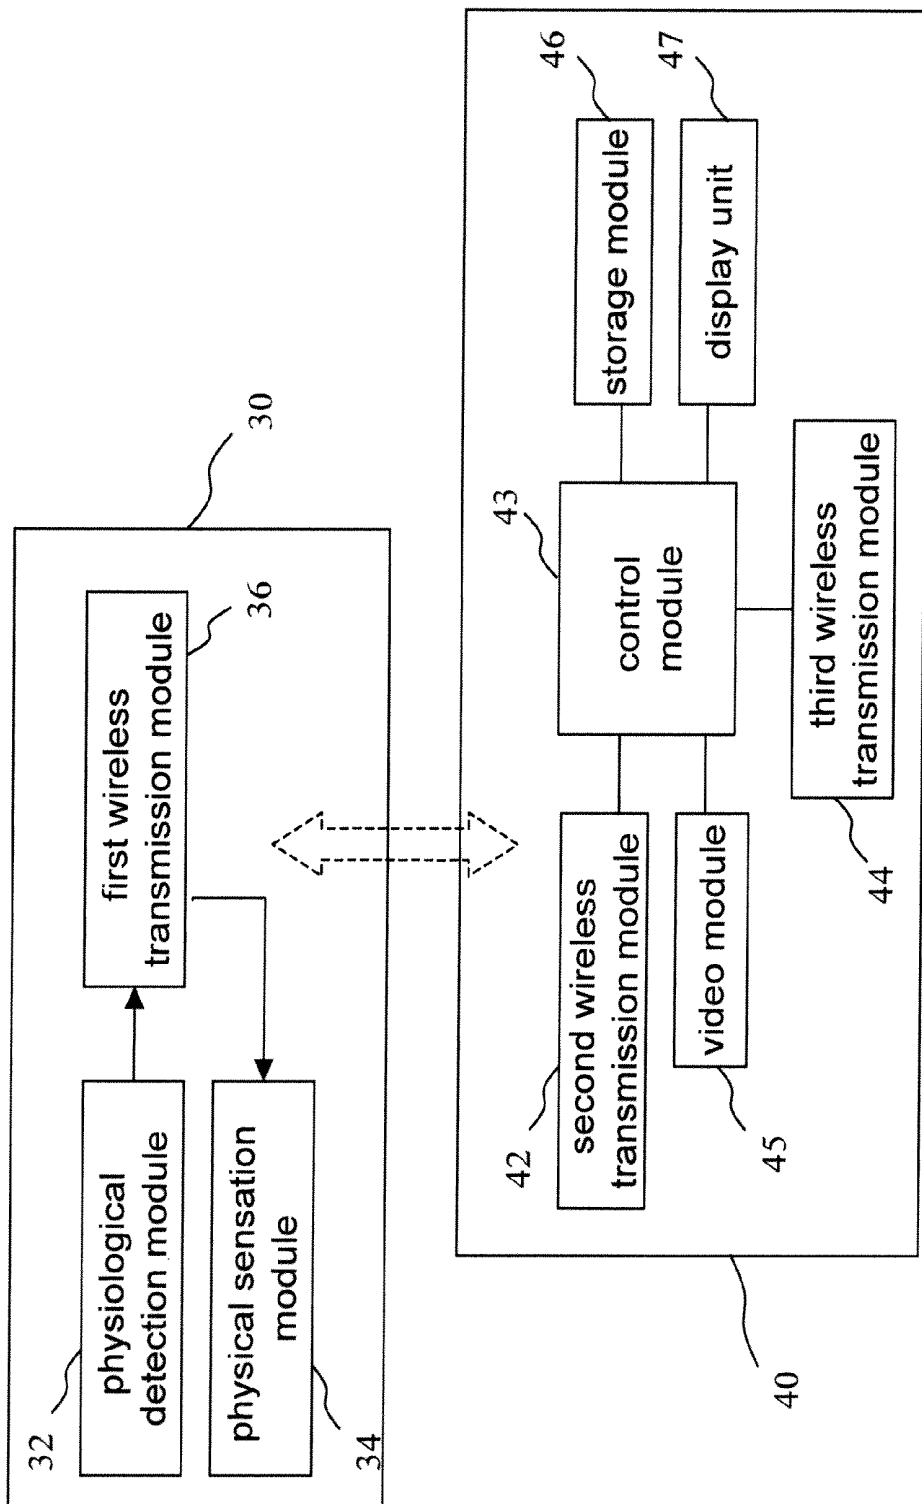 30
32
physiological
detection module
first wireless
transmission module
36
physical sensation
module
34
40
42
second wireless
transmission module
43
control
module
46
storage module
45
video module
47
display unit
44
third wireless
transmission module